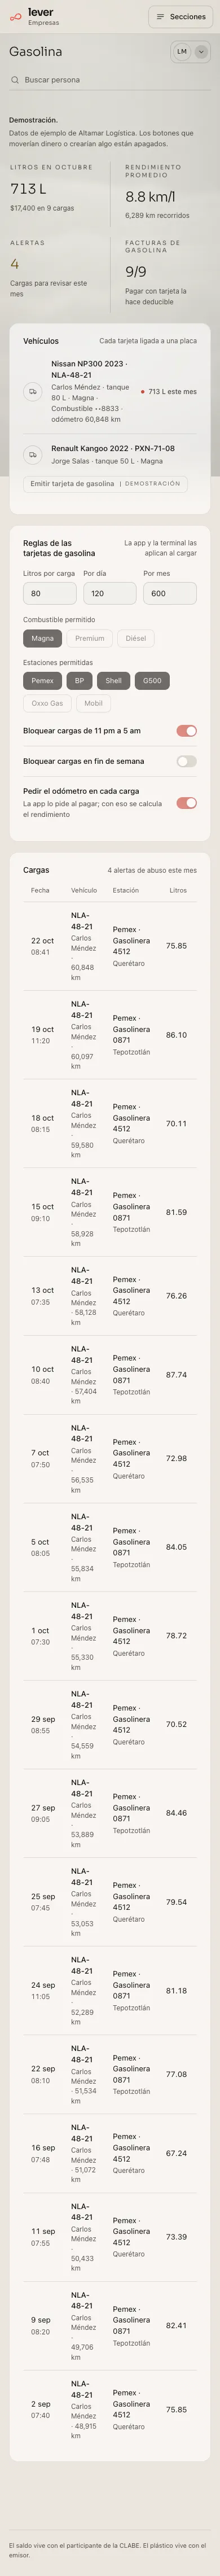 lever
Empresas
Secciones
Gasolina
LM
Buscar persona
Demostración.
Datos de ejemplo de Altamar Logística. Los botones que
moverían dinero o crearían algo están apagados.
LITROS EN OCTUBRE
713 L
$17,400 en 9 cargas
RENDIMIENTO
PROMEDIO
8.8 km/l
6,289 km recorridos
ALERTAS
4
Cargas para revisar este
mes
FACTURAS DE
GASOLINA
9/9
Pagar con tarjeta la
hace deducible
Vehículos
Cada tarjeta ligada a una placa
Nissan NP300 2023 ·
NLA-48-21
Carlos Méndez · tanque
80 L · Magna ·
Combustible ··8833 ·
odómetro 60,848 km
713 L este mes
Renault Kangoo 2022 · PXN-71-08
Jorge Salas · tanque 50 L · Magna
Emitir tarjeta de gasolina | DEMOSTRACIÓN
Reglas de las
tarjetas de gasolina
La app y la terminal las
aplican al cargar
Litros por carga
Por día
Por mes
80
120
600
Combustible permitido
Magna
Premium
Diésel
Estaciones permitidas
Pemex
BP
Shell
G500
Oxxo Gas
Mobil
Bloquear cargas de 11 pm a 5 am
Bloquear cargas en fin de semana
Pedir el odómetro en cada carga
La app lo pide al pagar; con eso se calcula
el rendimiento
Cargas
4 alertas de abuso este mes
Fecha
Vehículo
Estación
Litros
22 oct
08:41
NLA-
48-21
Carlos
Méndez
·
60,848
km
Pemex ·
Gasolinera
4512
Querétaro
75.85
19 oct
11:20
NLA-
48-21
Carlos
Méndez
·
60,097
km
Pemex ·
Gasolinera
0871
Tepotzotlán
86.10
18 oct
08:15
NLA-
48-21
Carlos
Méndez
·
59,580
km
Pemex ·
Gasolinera
4512
Querétaro
70.11
15 oct
09:10
NLA-
48-21
Carlos
Méndez
·
58,928
km
Pemex ·
Gasolinera
0871
Tepotzotlán
81.59
13 oct
07:35
NLA-
48-21
Carlos
Méndez
· 58,128
km
Pemex ·
Gasolinera
4512
Querétaro
76.26
10 oct
08:40
NLA-
48-21
Carlos
Méndez
· 57,404
km
Pemex ·
Gasolinera
0871
Tepotzotlán
87.74
7 oct
07:50
NLA-
48-21
Carlos
Méndez
·
56,535
km
Pemex ·
Gasolinera
4512
Querétaro
72.98
5 oct
08:05
NLA-
48-21
Carlos
Méndez
·
55,834
km
Pemex ·
Gasolinera
0871
Tepotzotlán
84.05
1 oct
07:30
NLA-
48-21
Carlos
Méndez
·
55,330
km
Pemex ·
Gasolinera
4512
Querétaro
78.72
29 sep
08:55
NLA-
48-21
Carlos
Méndez
·
54,559
km
Pemex ·
Gasolinera
4512
Querétaro
70.52
27 sep
09:05
NLA-
48-21
Carlos
Méndez
·
53,889
km
Pemex ·
Gasolinera
0871
Tepotzotlán
84.46
25 sep
07:45
NLA-
48-21
Carlos
Méndez
·
53,053
km
Pemex ·
Gasolinera
4512
Querétaro
79.54
24 sep
11:05
NLA-
48-21
Carlos
Méndez
·
52,289
km
Pemex ·
Gasolinera
0871
Tepotzotlán
81.18
22 sep
08:10
NLA-
48-21
Carlos
Méndez
· 51,534
km
Pemex ·
Gasolinera
0871
Tepotzotlán
77.08
16 sep
07:48
NLA-
48-21
Carlos
Méndez
· 51,072
km
Pemex ·
Gasolinera
4512
Querétaro
67.24
11 sep
07:55
NLA-
48-21
Carlos
Méndez
·
50,433
km
Pemex ·
Gasolinera
4512
Querétaro
73.39
9 sep
08:20
NLA-
48-21
Carlos
Méndez
·
49,706
km
Pemex ·
Gasolinera
0871
Tepotzotlán
82.41
2 sep
07:40
NLA-
48-21
Carlos
Méndez
· 48,915
km
Pemex ·
Gasolinera
4512
Querétaro
75.85
El saldo vive con el participante de la CLABE. El plástico vive con el
emisor.